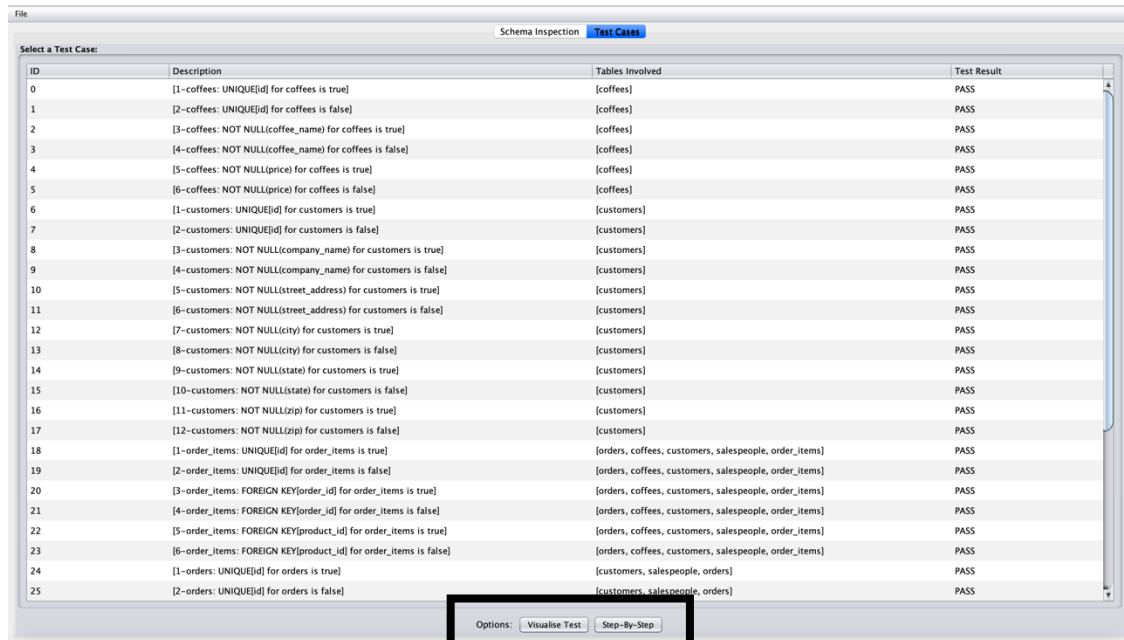 File
Schema Inspection Test Cases
Select a Test Case:
ID Description Tables Involved Test Result
0 [1-coffees: UNIQUE[id] for coffees is true] [coffees] PASS
1 [2-coffees: UNIQUE[id] for coffees is false] [coffees] PASS
2 [3-coffees: NOT NULL(coffee_name) for coffees is true] [coffees] PASS
3 [4-coffees: NOT NULL(coffee_name) for coffees is false] [coffees] PASS
4 [5-coffees: NOT NULL(price) for coffees is true] [coffees] PASS
5 [6-coffees: NOT NULL(price) for coffees is false] [coffees] PASS
6 [1-customers: UNIQUE[id] for customers is true] [customers] PASS
7 [2-customers: UNIQUE[id] for customers is false] [customers] PASS
8 [3-customers: NOT NULL(company_name) for customers is true] [customers] PASS
9 [4-customers: NOT NULL(company_name) for customers is false] [customers] PASS
10 [5-customers: NOT NULL(street_address) for customers is true] [customers] PASS
11 [6-customers: NOT NULL(street_address) for customers is false] [customers] PASS
12 [7-customers: NOT NULL(city) for customers is true] [customers] PASS
13 [8-customers: NOT NULL(city) for customers is false] [customers] PASS
14 [9-customers: NOT NULL(state) for customers is true] [customers] PASS
15 [10-customers: NOT NULL(state) for customers is false] [customers] PASS
16 [11-customers: NOT NULL(zip) for customers is true] [customers] PASS
17 [12-customers: NOT NULL(zip) for customers is false] [customers] PASS
18 [1-order_items: UNIQUE[id] for order_items is true] [orders, coffees, customers, salespeople, order_items] PASS
19 [2-order_items: UNIQUE[id] for order_items is false] [orders, coffees, customers, salespeople, order_items] PASS
20 [3-order_items: FOREIGN KEY[order_id] for order_items is true] [orders, coffees, customers, salespeople, order_items] PASS
21 [4-order_items: FOREIGN KEY[order_id] for order_items is false] [orders, coffees, customers, salespeople, order_items] PASS
22 [5-order_items: FOREIGN KEY[product_id] for order_items is true] [orders, coffees, customers, salespeople, order_items] PASS
23 [6-order_items: FOREIGN KEY[product_id] for order_items is false] [orders, coffees, customers, salespeople, order_items] PASS
24 [1-orders: UNIQUE[id] for orders is true] [customers, salespeople, orders] PASS
25 [2-orders: UNIQUE[id] for orders is false] [customers, salespeople, orders] PASS
Options: Visualise Test Step-By-Step